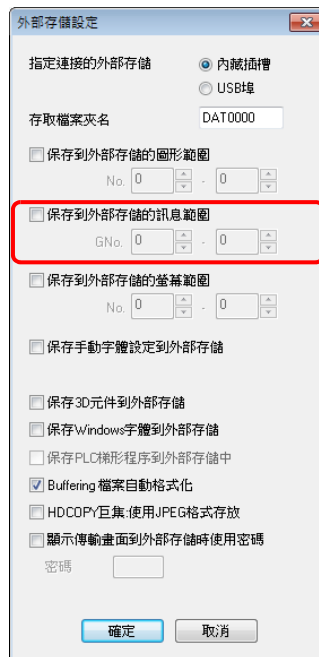 外部存儲設定
指定連接的外部存儲 內藏插槽
USB埠
存取檔案夾名 DAT0000
保存到外部存儲的圖形範圍
No. 0 - 0
保存到外部存儲的訊息範圍
GNo. 0 - 0
保存到外部存儲的螢幕範圍
No. 0 - 0
保存手動字體設定到外部存儲
保存3D元件到外部存儲
保存Windows字體到外部存儲
保存PLC梯形程序到外部存儲中
Buffering 檔案自動格式化
HDCOPY巨集:使用JPEG格式存放
顯示傳輸畫面到外部存儲時使用密碼
密碼
確定 取消